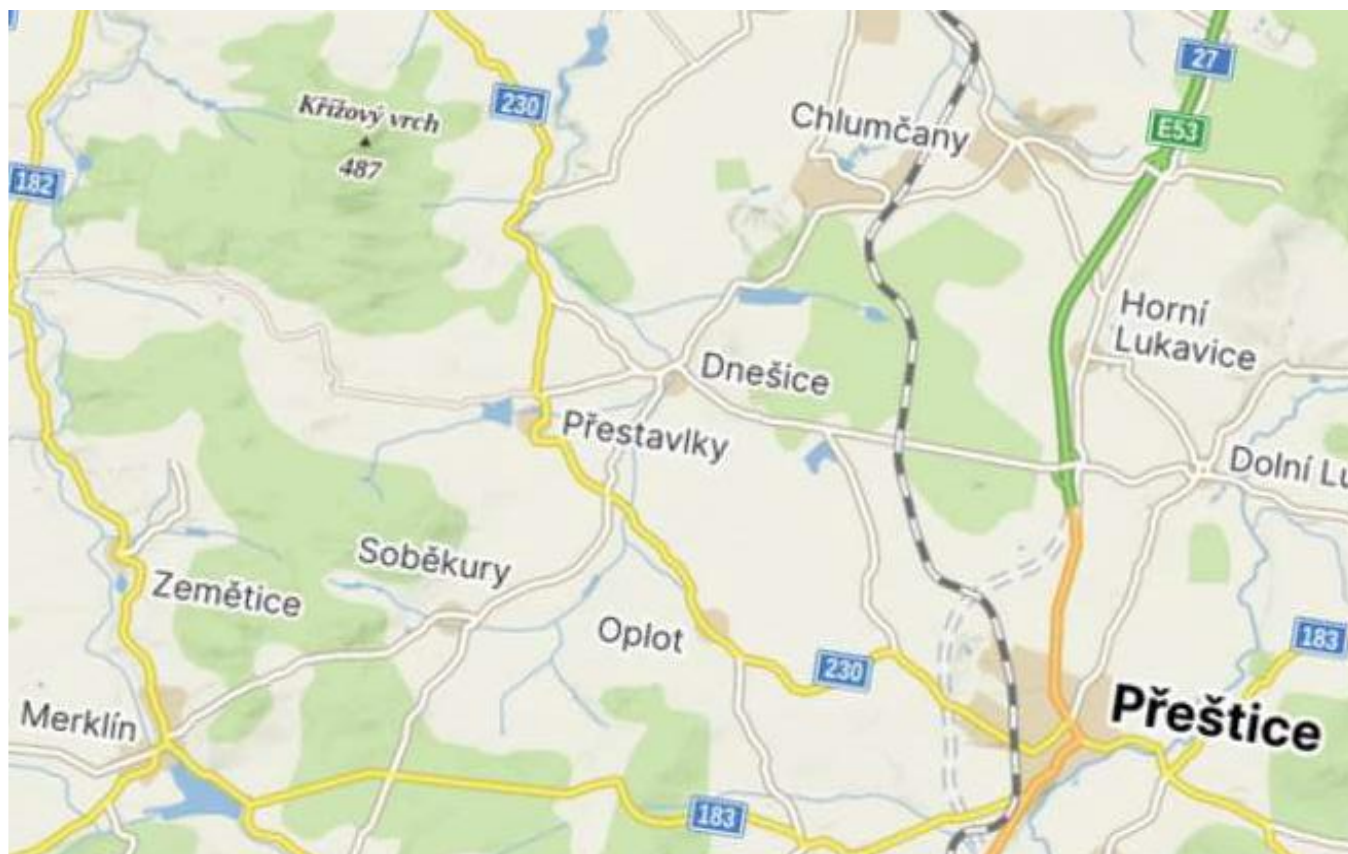 27
Křížový vrch
487
230
Chlumčany
E53
182
Horní
Lukavice
Dnešice
Přestavlky
Dolní Lu
Soběkury
Zemětice
Oplot
230
183
Merklín
Přeštice
183